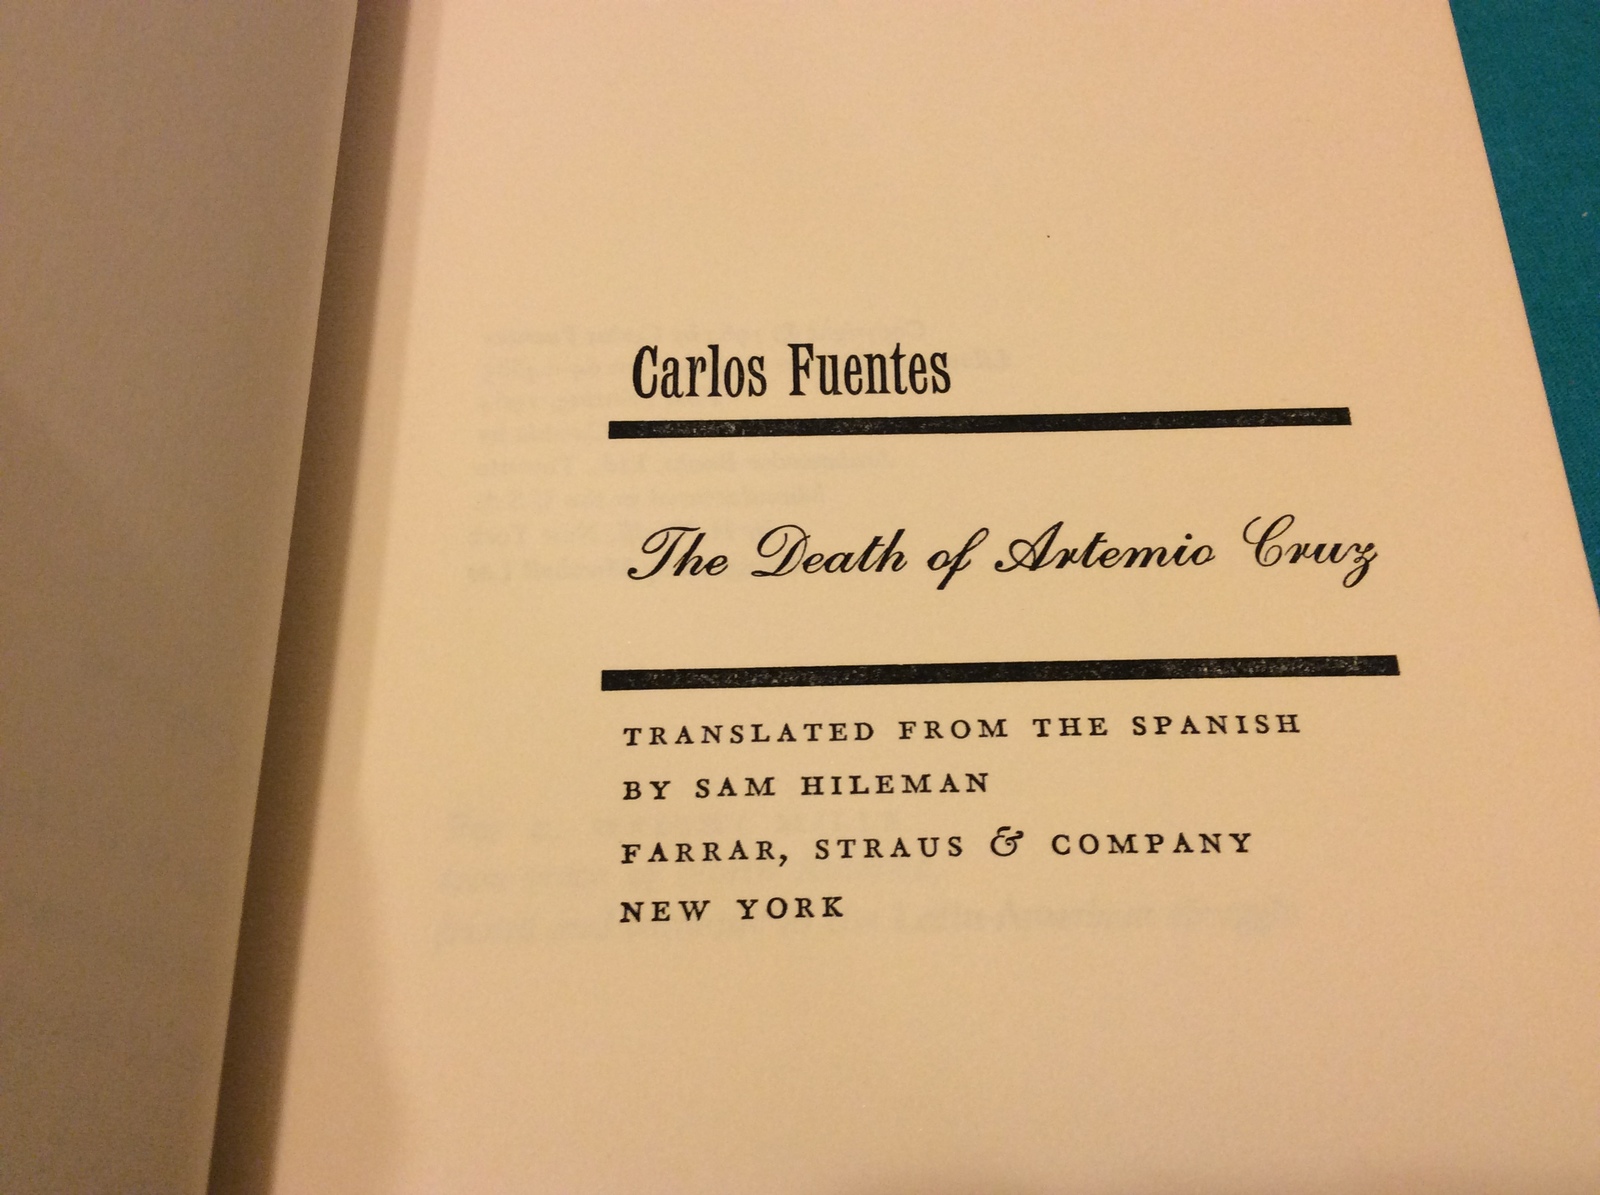 Carlos Fuentes
The Death of Artemio Cruz
TRANSLATED FROM THE SPANISH
BY SAM HILEMAN
FARRAR, STRAUS & COMPANY
NEW YORK